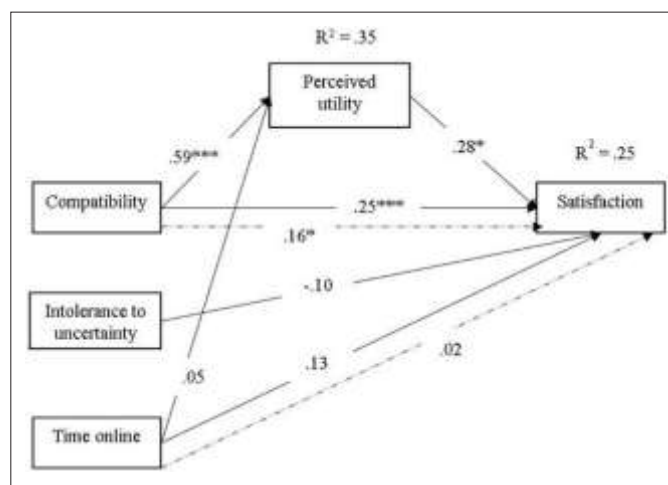 R² = .35
Perceived
utility
.59***
.28*
R² = .25
Compatibility
.25***
Satisfaction
.16*
Intolerance to
uncertainty
-.10
.05
.13
.02
Time online